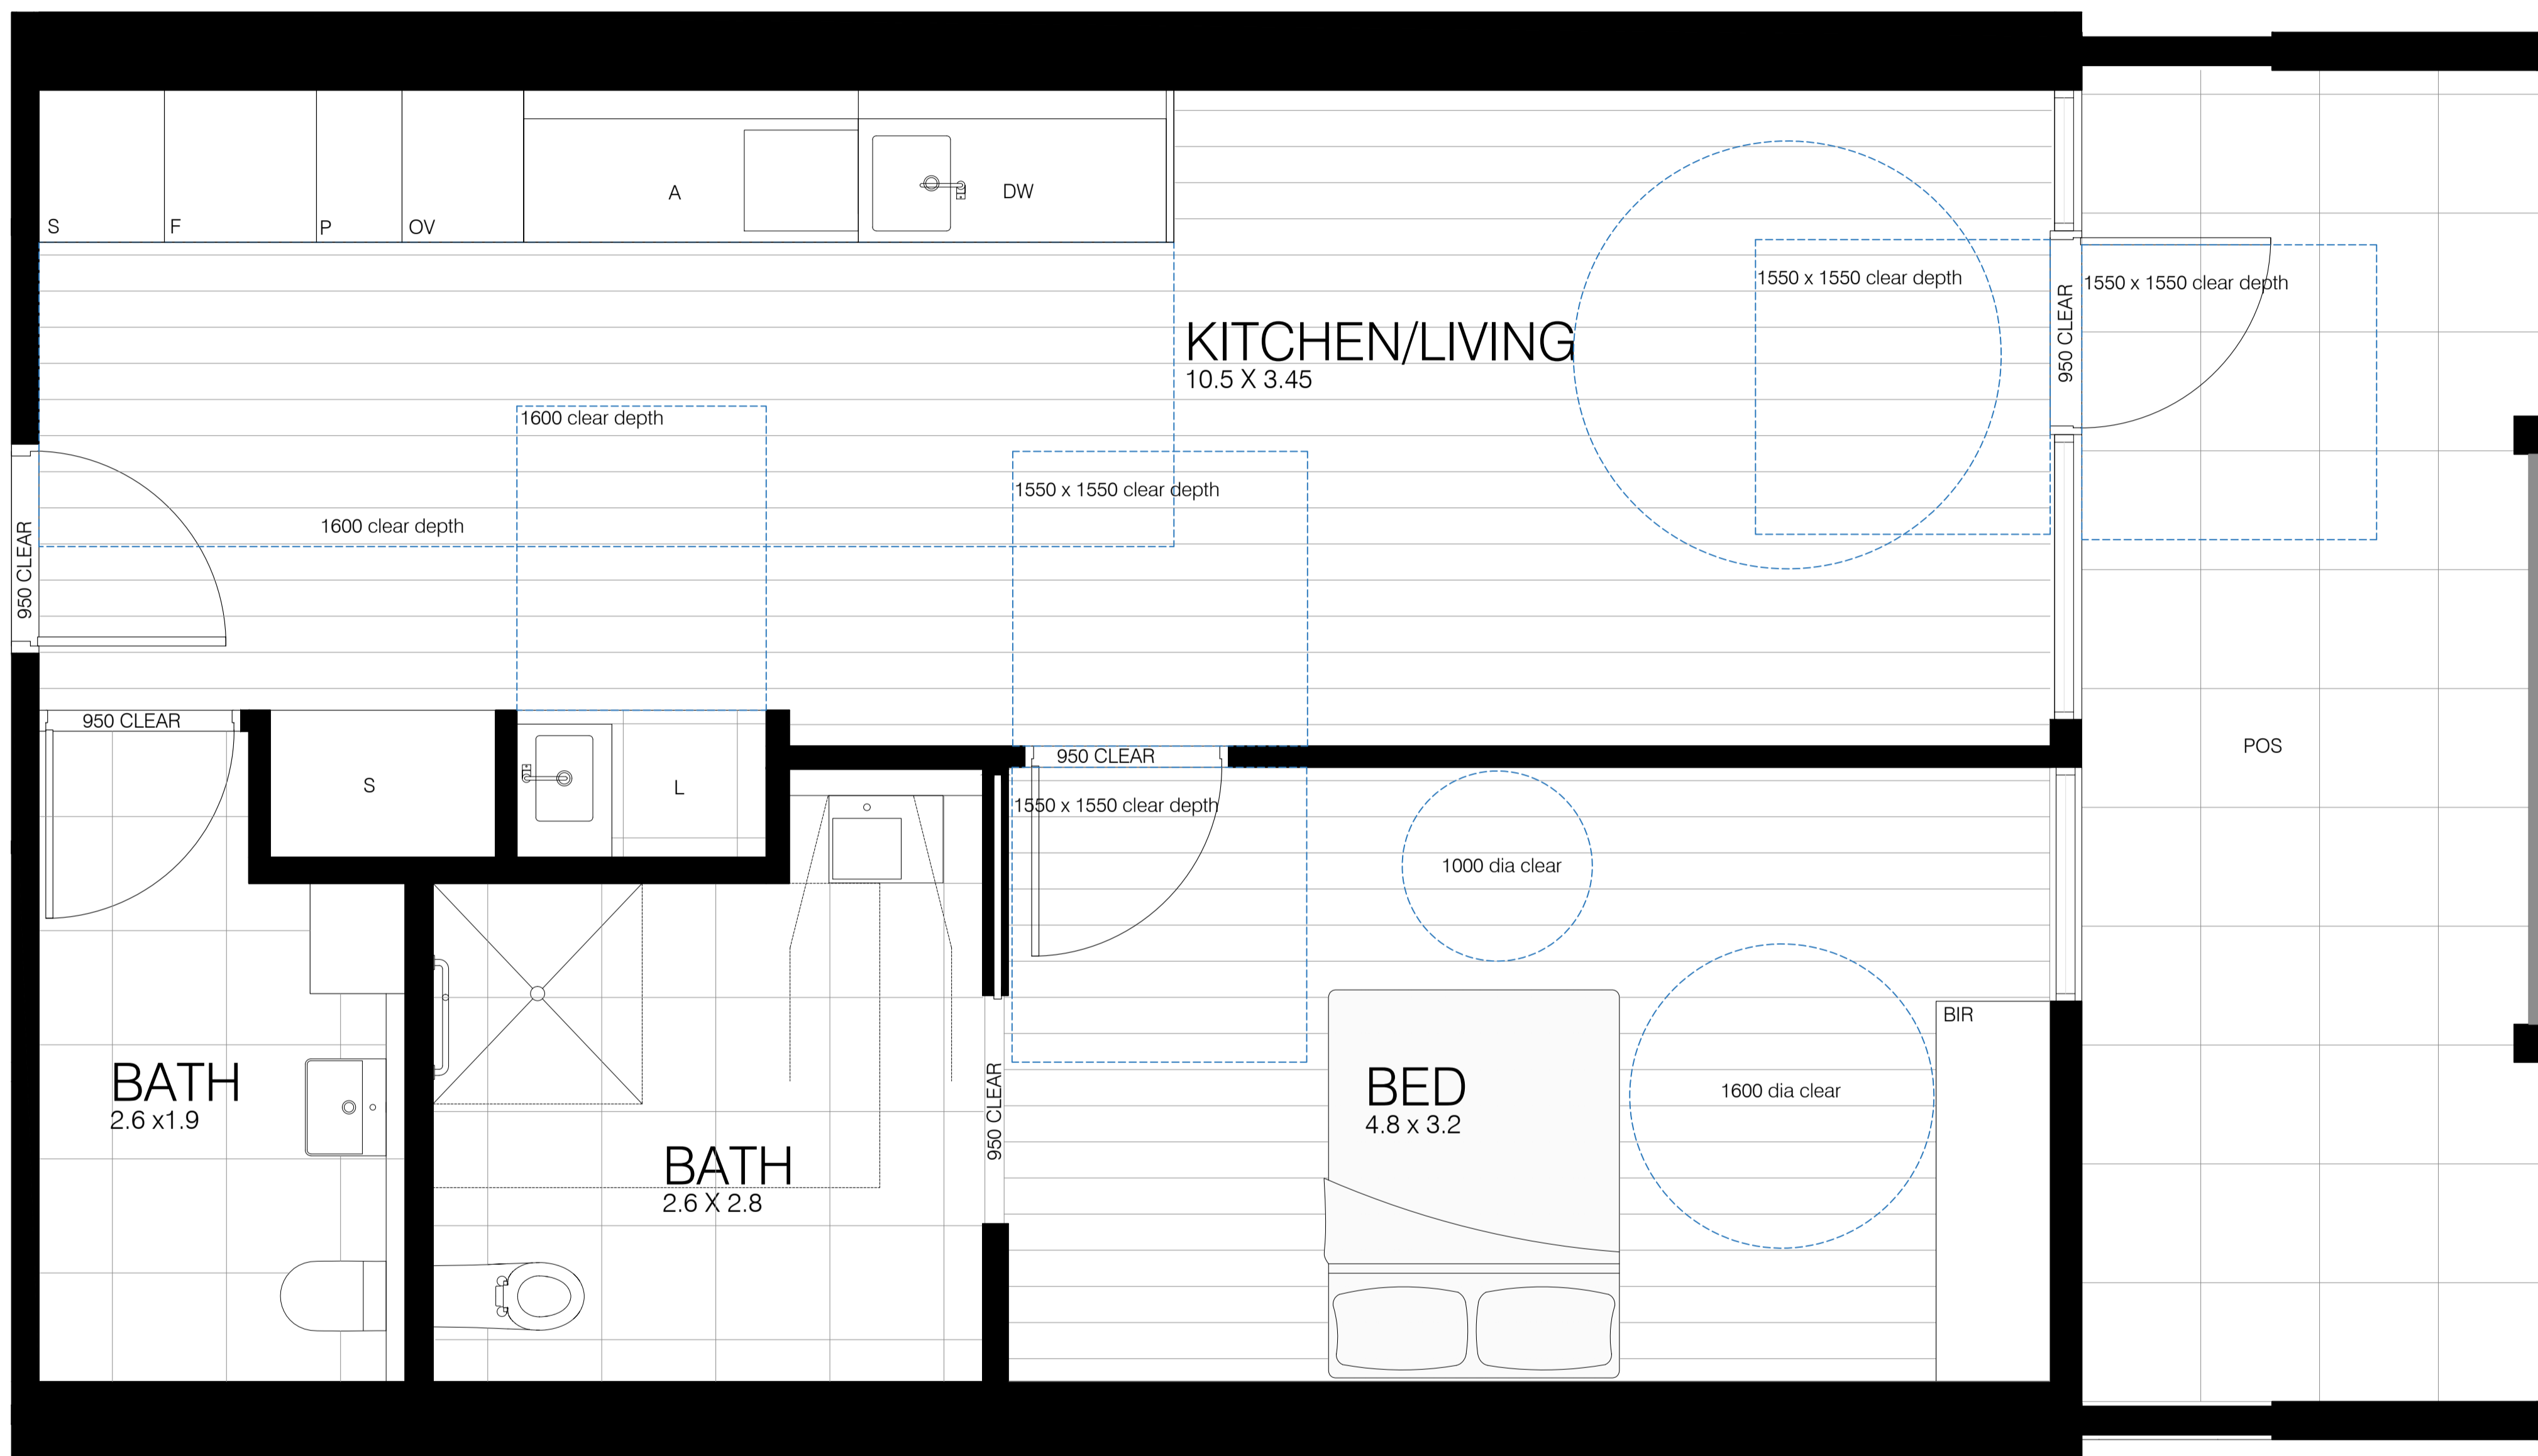 S
F
P
OV
A
DW
1550 x 1550 clear depth
1550 x 1550 clear depth
950 CLEAR
KITCHEN/LIVING
10.5 X 3.45
1600 clear depth
1550 x 1550 clear depth
1600 clear depth
950 CLEAR
950 CLEAR
S
L
950 CLEAR
1550 x 1550 clear depth
1000 dia clear
POS
BIR
BATH
2.6 x1.9
BATH
2.6 X 2.8
950 CLEAR
BED
4.8 x 3.2
1600 dia clear